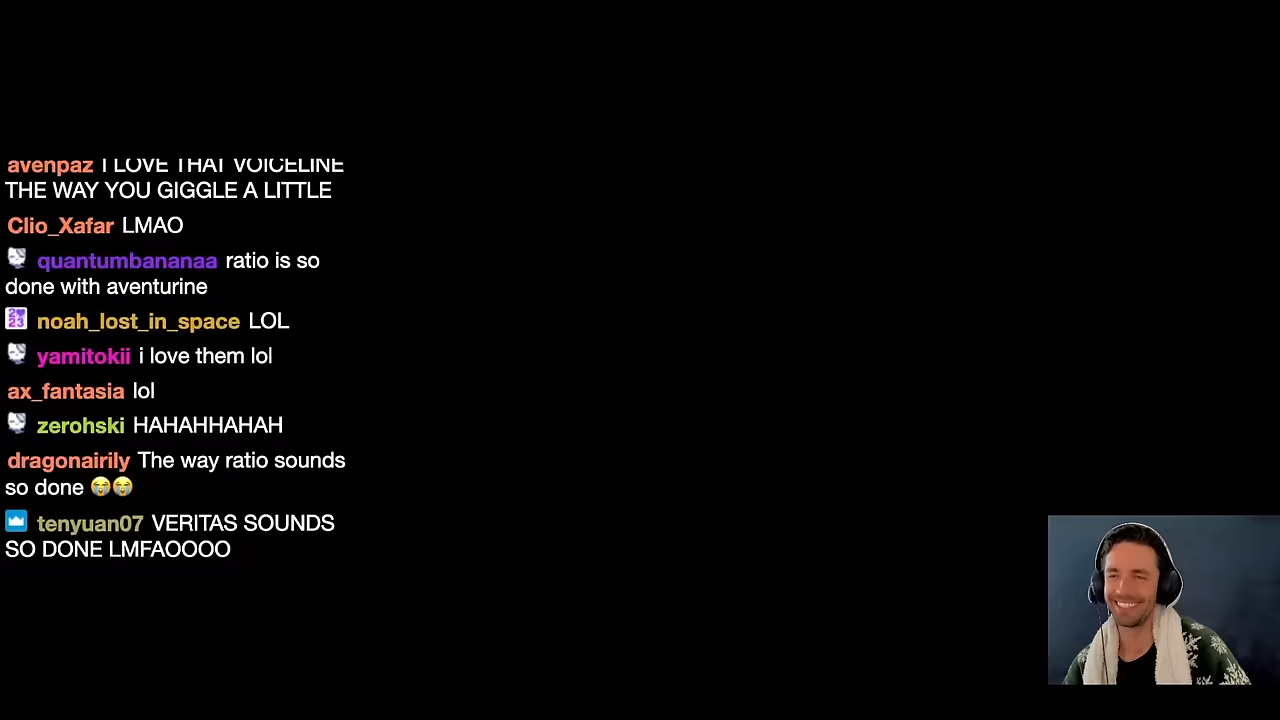 avenpaz I LOVE THAT VOICELINE
THE WAY YOU GIGGLE A LITTLE
Clio_Xafar LMAO
quantumbananaa ratio is so
done with aventurine
2023 noah_lost_in_space LOL
yamitokii i love them lol
ax_fantasia lol
zerohski HAHAHHAHAH
dragonairily The way ratio sounds
so done 😭😭
tenyuan07 VERITAS SOUNDS
SO DONE LMFAOOOO